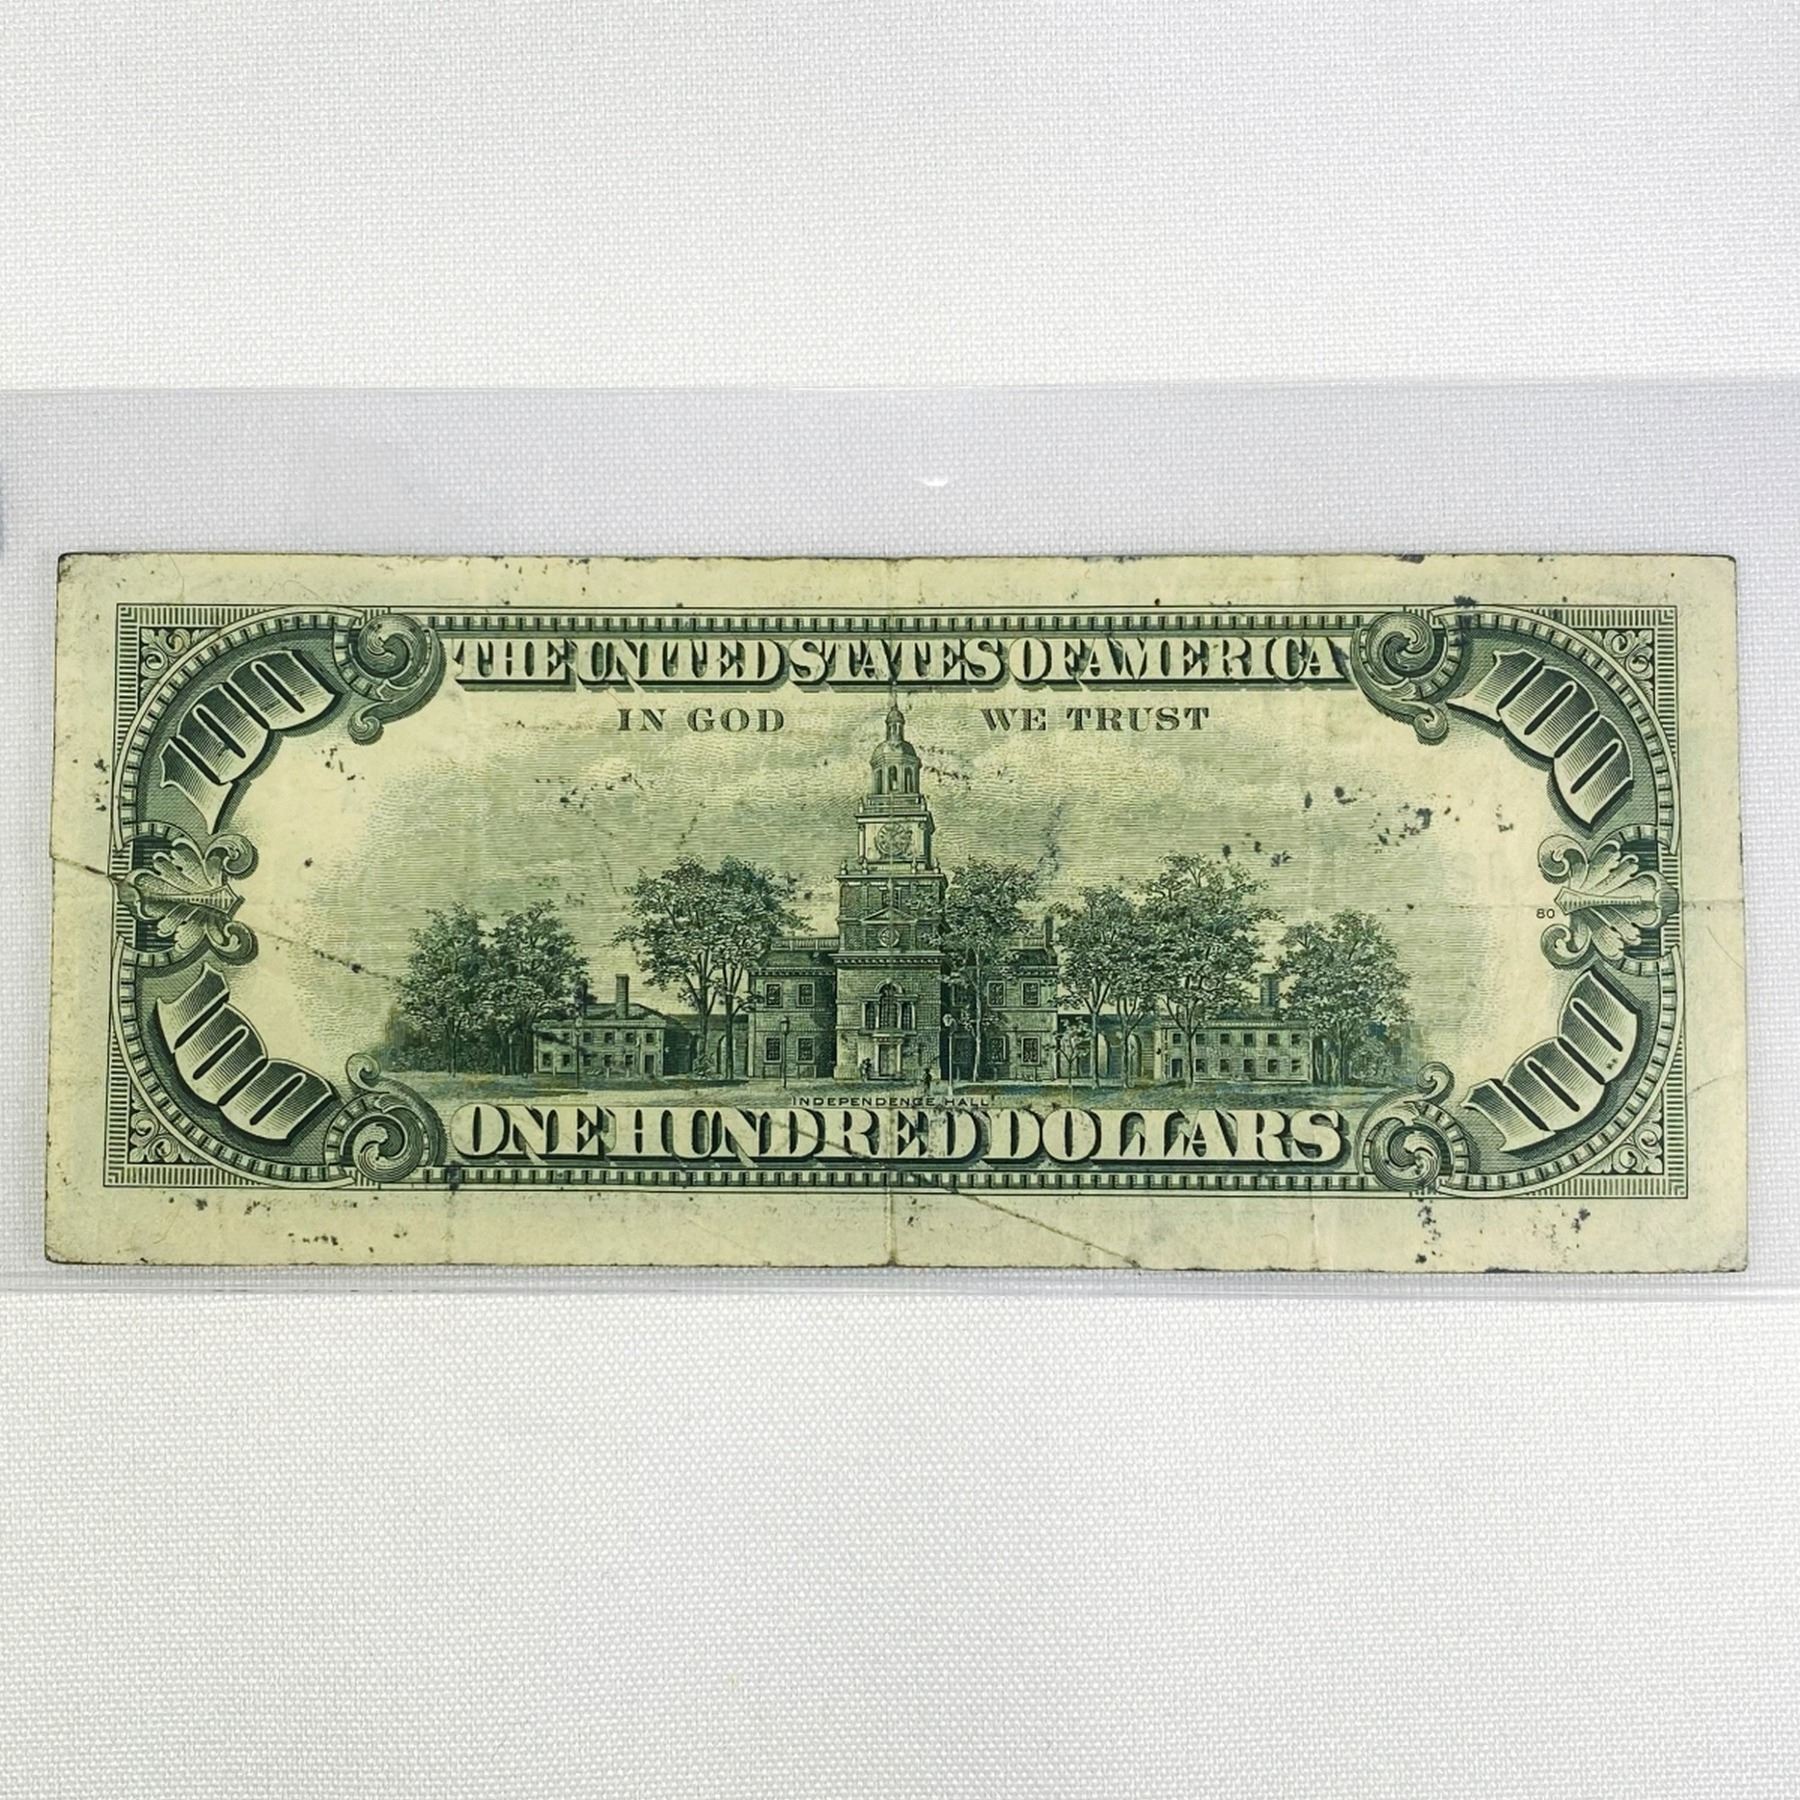 100 THE UNITED STATES OF AMERICA 100
IN GOD WE TRUST
80
100 INDEPENDENCE HALL 100
ONE HUNDRED DOLLARS